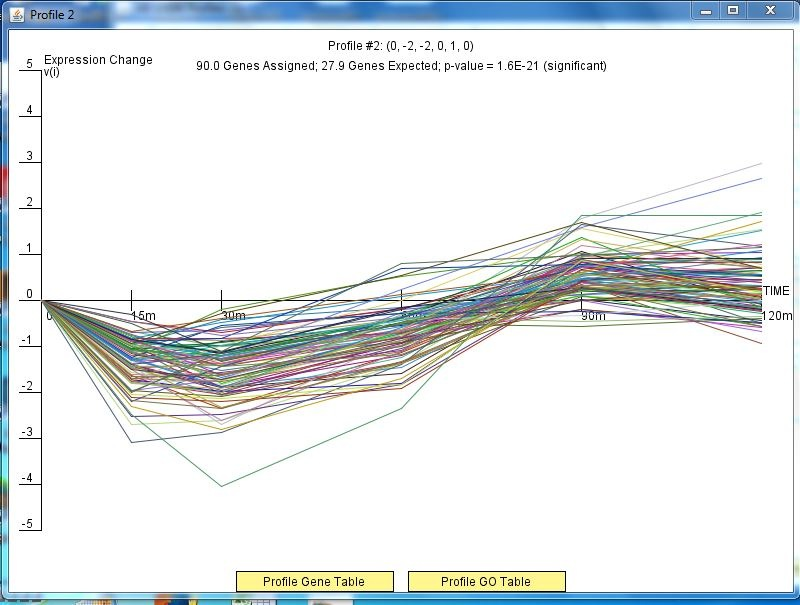 Profile 2
Profile #2: (0, -2, -2, 0, 1, 0)
Expression Change
v(i)
90.0 Genes Assigned; 27.9 Genes Expected; p-value = 1.6E-21 (significant)
5
4
3
2
1
0
-1
-2
-3
-4
-5
TIME
0 15m 30m 90m 120m
Profile Gene Table Profile GO Table